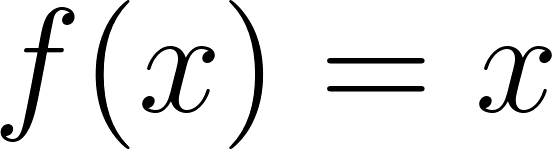 f(x) = x